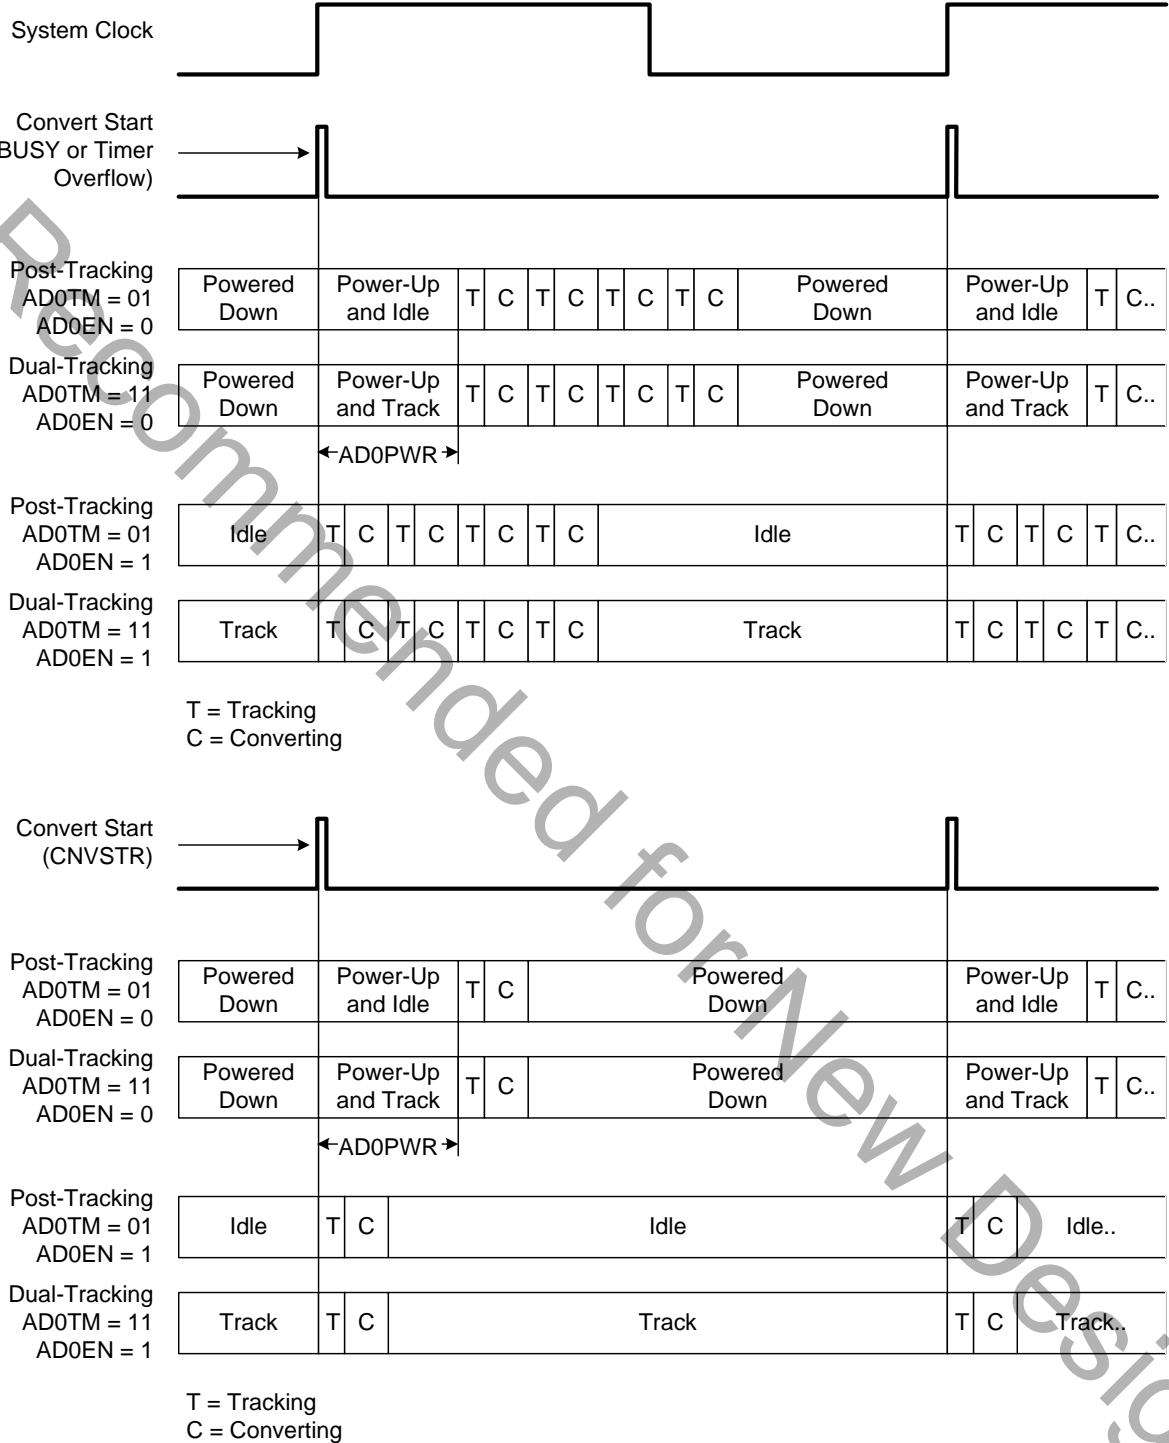 System Clock
Convert Start
BUSY or Timer
Overflow)
Post-Tracking
AD0TM = 01
AD0EN = 0
Powered Down Power-Up and Idle T C T C T C T C Powered Down Power-Up and Idle T C..
Dual-Tracking
AD0TM = 11
AD0EN = 0
Powered Down Power-Up and Track T C T C T C T C Powered Down Power-Up and Track T C..
AD0PWR
Post-Tracking
AD0TM = 01
AD0EN = 1
Idle T C T C T C T C Idle T C T C T C..
Dual-Tracking
AD0TM = 11
AD0EN = 1
Track T C T C T C T C Track T C T C T C..
T = Tracking
C = Converting
Convert Start
(CNVSTR)
Post-Tracking
AD0TM = 01
AD0EN = 0
Powered Down Power-Up and Idle T C Powered Down Power-Up and Idle T C..
Dual-Tracking
AD0TM = 11
AD0EN = 0
Powered Down Power-Up and Track T C Powered Down Power-Up and Track T C..
AD0PWR
Post-Tracking
AD0TM = 01
AD0EN = 1
Idle T C Idle T C Idle..
Dual-Tracking
AD0TM = 11
AD0EN = 1
Track T C Track T C Track..
T = Tracking
C = Converting
Recommended for New Desig